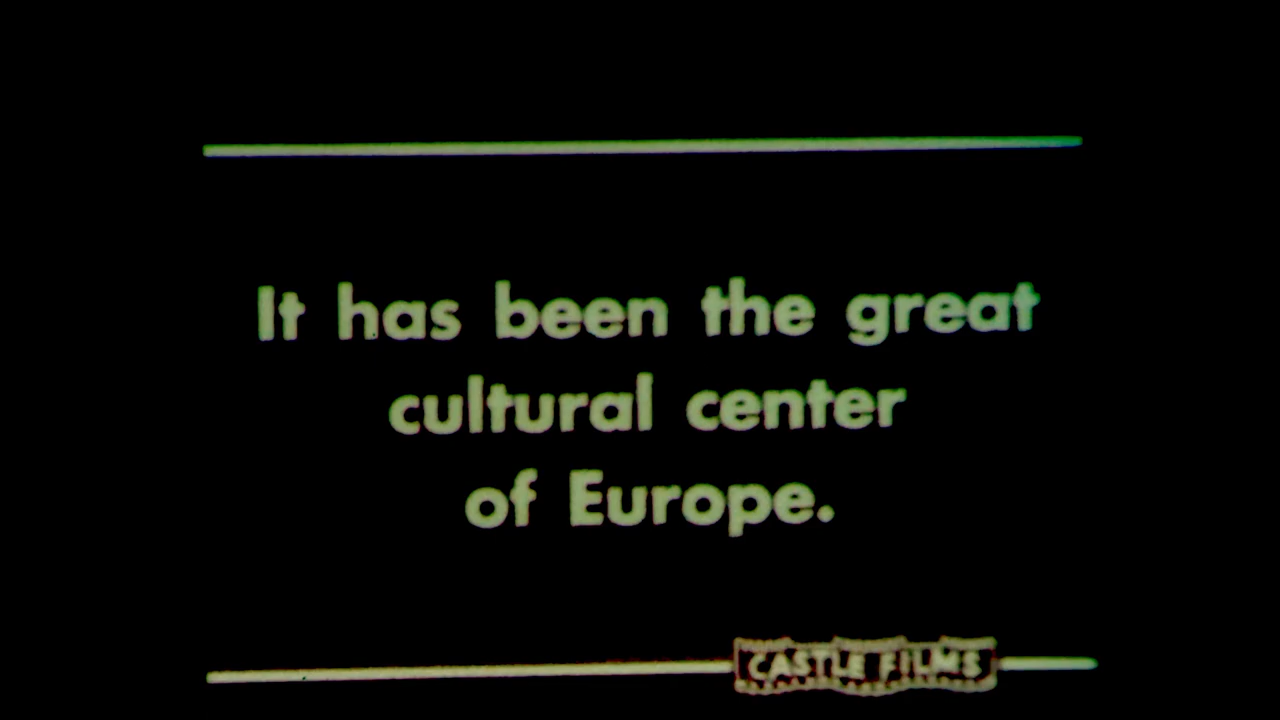 It has been the great
cultural center
of Europe.
CASTLE FILMS